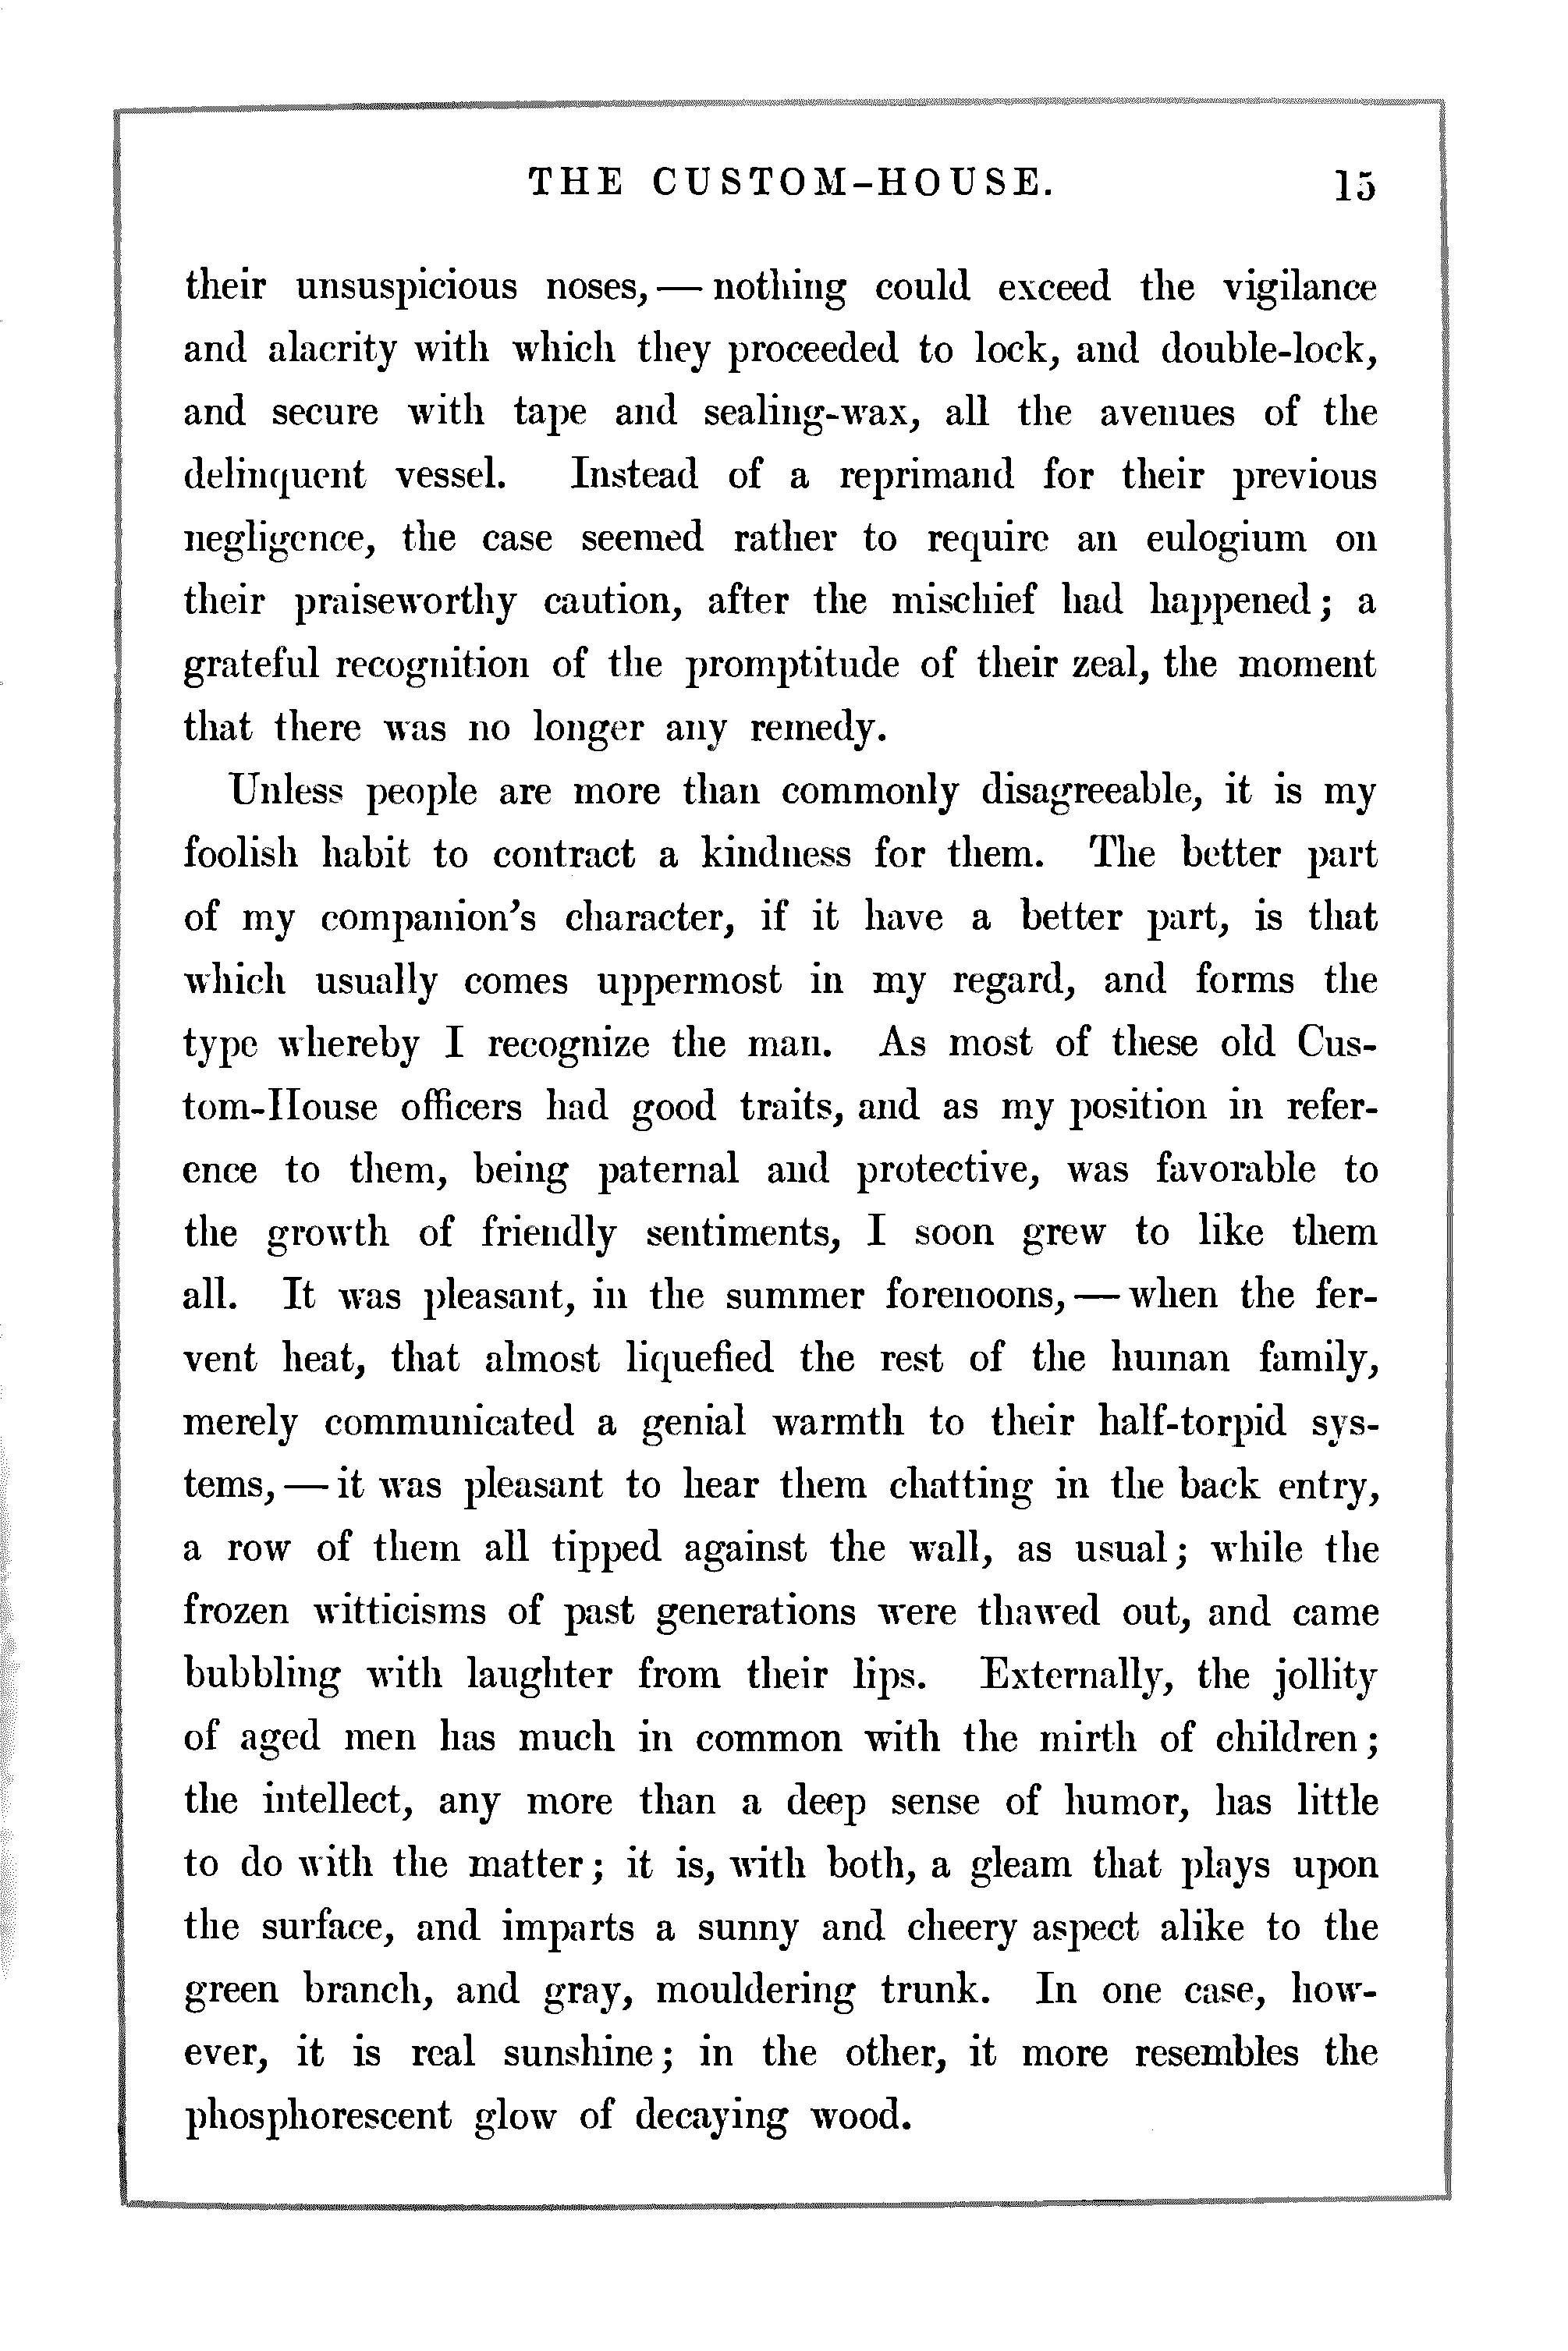 THE CUSTOM-HOUSE. 15
their unsuspicious noses,—nothing could exceed the vigilance
and alacrity with which they proceeded to lock, and double-lock,
and secure with tape and sealing-wax, all the avenues of the
delinquent vessel. Instead of a reprimand for their previous
negligence, the case seemed rather to require an eulogium on
their praiseworthy caution, after the mischief had happened; a
grateful recognition of the promptitude of their zeal, the moment
that there was no longer any remedy.
Unless people are more than commonly disagreeable, it is my
foolish habit to contract a kindness for them. The better part
of my companion's character, if it have a better part, is that
which usually comes uppermost in my regard, and forms the
type whereby I recognize the man. As most of these old Cus-
tom-House officers had good traits, and as my position in refer-
ence to them, being paternal and protective, was favorable to
the growth of friendly sentiments, I soon grew to like them
all. It was pleasant, in the summer forenoons,—when the fer-
vent heat, that almost liquefied the rest of the human family,
merely communicated a genial warmth to their half-torpid sys-
tems,—it was pleasant to hear them chatting in the back entry,
a row of them all tipped against the wall, as usual; while the
frozen witticisms of past generations were thawed out, and came
bubbling with laughter from their lips. Externally, the jollity
of aged men has much in common with the mirth of children;
the intellect, any more than a deep sense of humor, has little
to do with the matter; it is, with both, a gleam that plays upon
the surface, and imparts a sunny and cheery aspect alike to the
green branch, and gray, mouldering trunk. In one case, how-
ever, it is real sunshine; in the other, it more resembles the
phosphorescent glow of decaying wood.